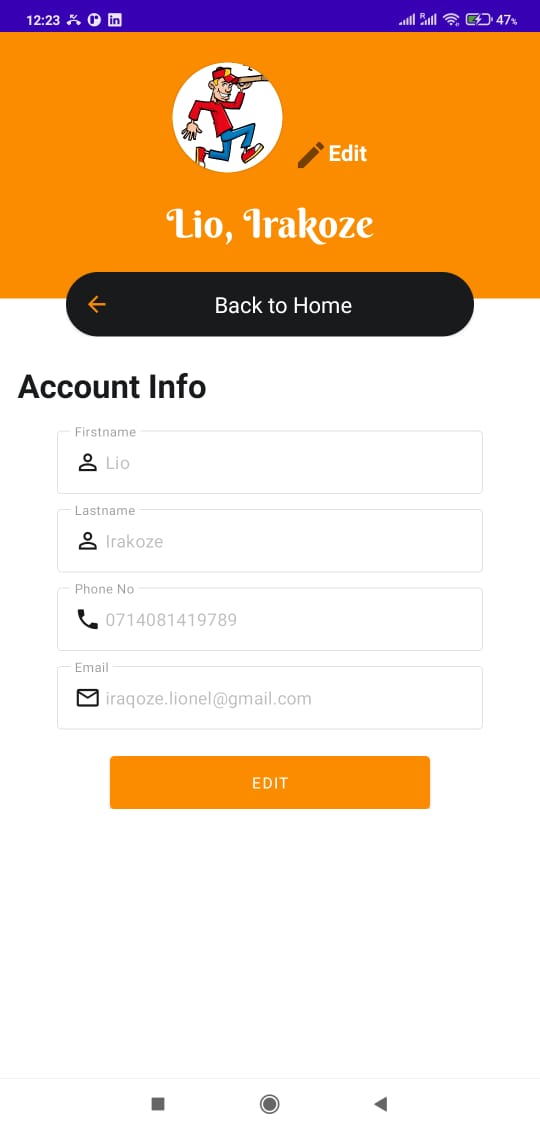 12:23 47%
Edit
Lio, Irakoze
Back to Home
Account Info
Firstname
Lio
Lastname
Irakoze
Phone No
0714081419789
Email
iraqoze.lionel@gmail.com
EDIT